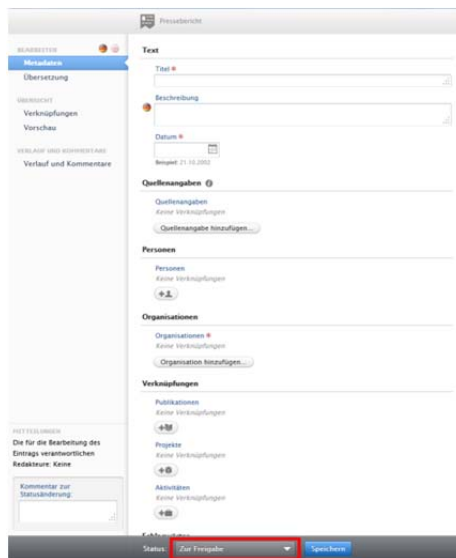 Pressebericht
BEARBEITEN
Metadaten
Übersetzung
ÜBERSICHT
Verknüpfungen
Vorschau
VERLAUF UND KOMMENTARE
Verlauf und Kommentare
MITTEILUNGEN
Die für die Bearbeitung des
Eintrags verantwortlichen
Redakteure: Keine
Kommentar zur
Statusänderung:
Text
Titel *
Beschreibung
Datum *
Beispiel: 21.10.2002
Quellenangaben
Quellenangaben
Keine Verknüpfungen
Quellenangabe hinzufügen...
Personen
Personen
Keine Verknüpfungen
Organisationen
Organisationen *
Keine Verknüpfungen
Organisation hinzufügen...
Verknüpfungen
Publikationen
Keine Verknüpfungen
Projekte
Keine Verknüpfungen
Aktivitäten
Keine Verknüpfungen
Status: Zur Freigabe Speichern